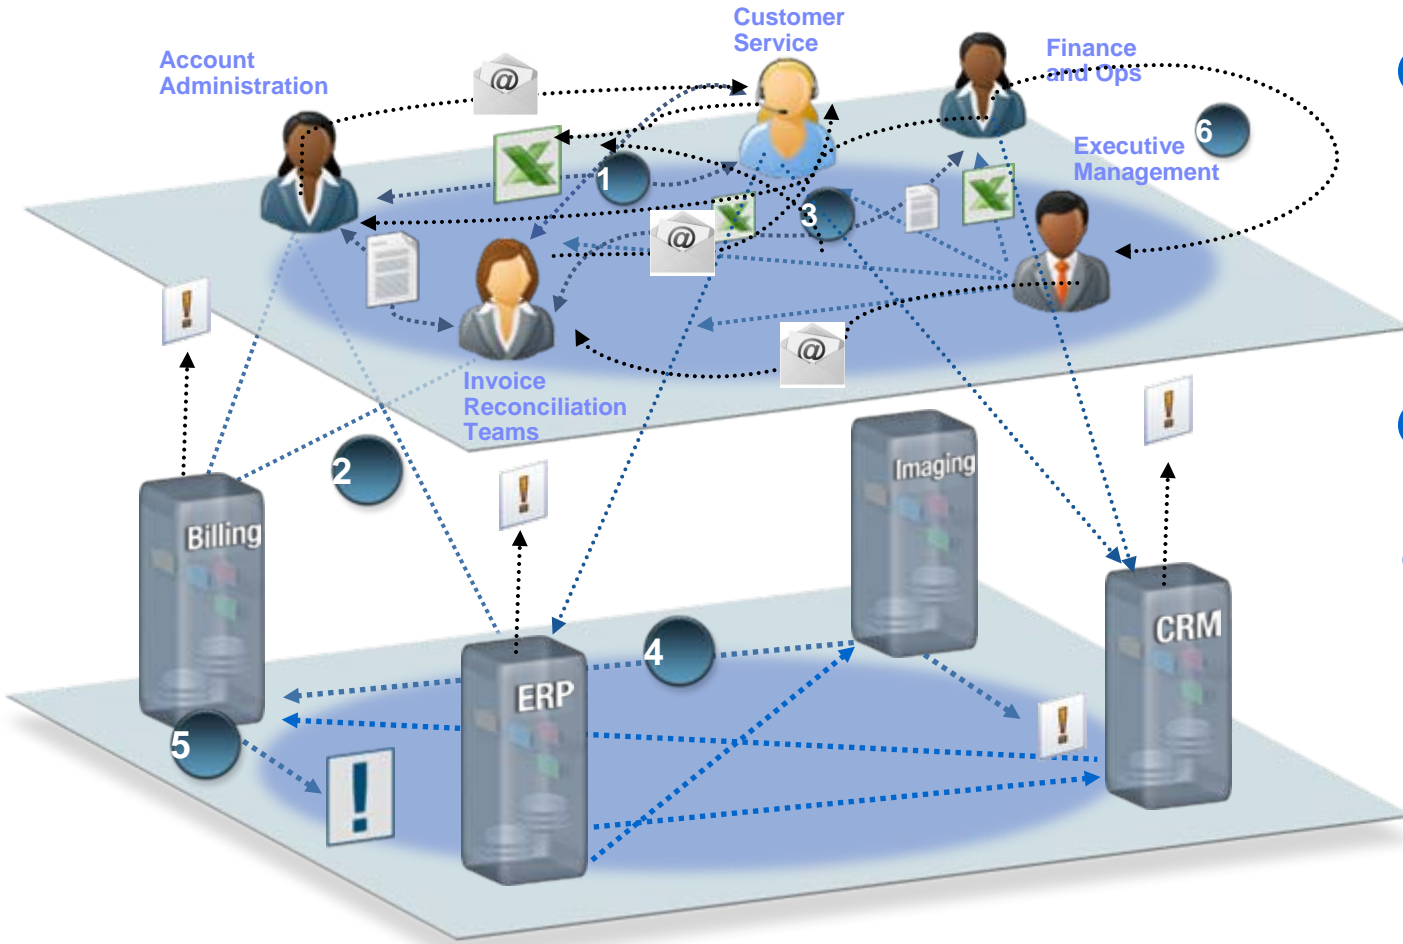 Customer
Service
Account
Administration
Finance
and Ops
@
6
Executive
Management
X
1
X
X
3
@
@
!
Invoice
Reconciliation
Teams
!
2
!
Imaging
Billing
CRM
4
ERP
5
!
!